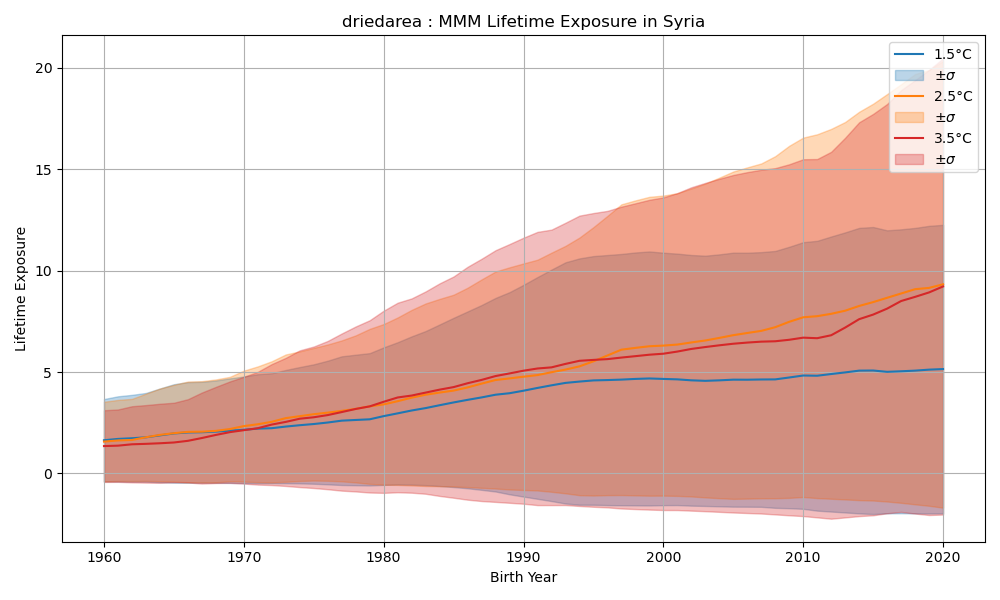 driedarea : MMM Lifetime Exposure in Syria
20
15
10
5
0
Lifetime Exposure
1960
1970
1980
1990
2000
2010
2020
Birth Year
1.5°C
±σ
2.5°C
±σ
3.5°C
±σ